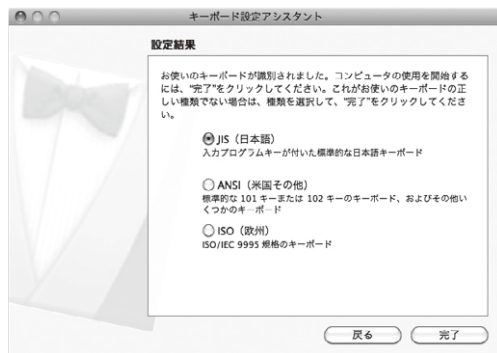 キーボード設定アシスタント
設定結果
お使いのキーボードが識別されました。コンピュータの使用を開始する
には、"完了"をクリックしてください。これがお使いのキーボードの正
しい種類でない場合は、種類を選択して、"完了"をクリックしてくださ
い。
JIS（日本語）
入力プログラムキーが付いた標準的な日本語キーボード
ANSI（米国その他）
標準的な 101 キーまたは 102 キーのキーボード、およびその他い
くつかのキーボード
ISO（欧州）
ISO/IEC 9995 規格のキーボード
戻る
完了